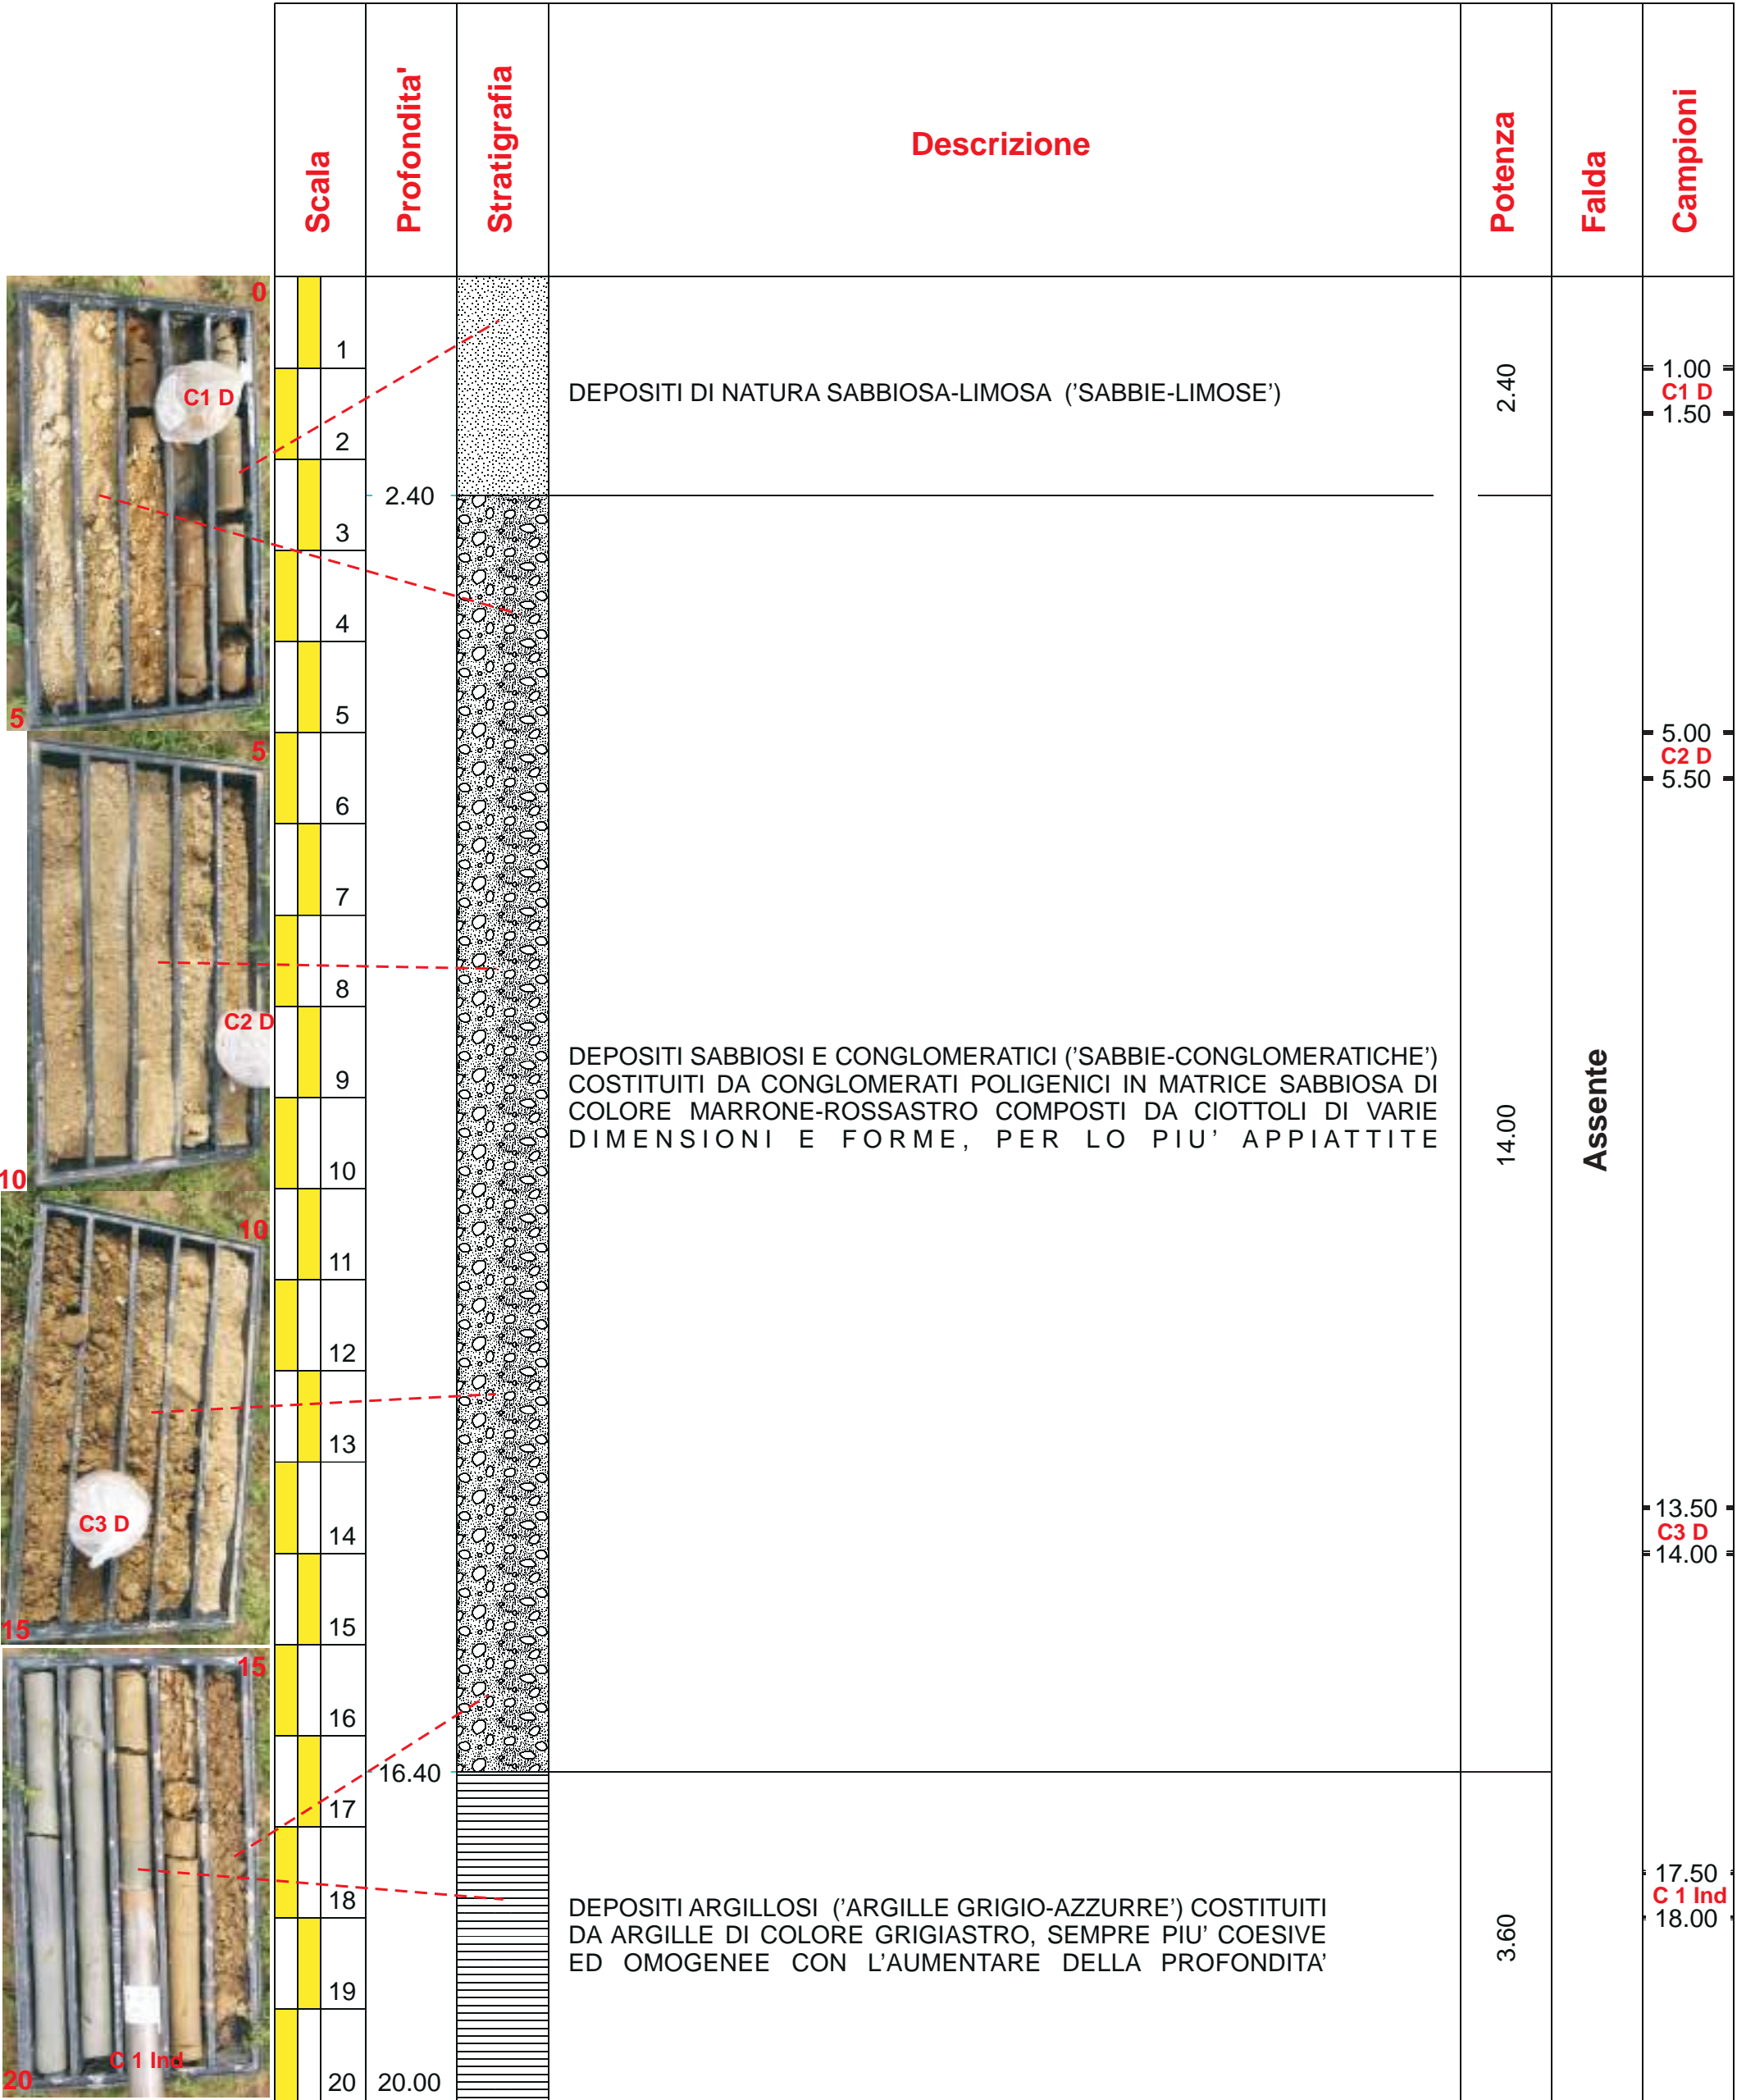 Scala
Profondita'
Stratigrafia
Descrizione
Potenza
Falda
Campioni
0
C1 D
5
5
C2 D
10
10
C3 D
15
15
C 1 Ind
20
1
2
3
4
5
6
7
8
9
10
11
12
13
14
15
16
17
18
19
20
2.40
16.40
20.00
DEPOSITI DI NATURA SABBIOSA-LIMOSA ('SABBIE-LIMOSE')
DEPOSITI SABBIOSI E CONGLOMERATICI ('SABBIE-CONGLOMERATICHE')
COSTITUITI DA CONGLOMERATI POLIGENICI IN MATRICE SABBIOSA DI
COLORE MARRONE-ROSSASTRO COMPOSTI DA CIOTTOLI DI VARIE
DIMENSIONI E FORME, PER LO PIU' APPIATTITE
DEPOSITI ARGILLOSI ('ARGILLE GRIGIO-AZZURRE') COSTITUITI
DA ARGILLE DI COLORE GRIGIASTRO, SEMPRE PIU' COESIVE
ED OMOGENEE CON L'AUMENTARE DELLA PROFONDITA'
2.40
14.00
3.60
Assente
1.00
C1 D
1.50
5.00
C2 D
5.50
13.50
C3 D
14.00
17.50
C 1 Ind
18.00